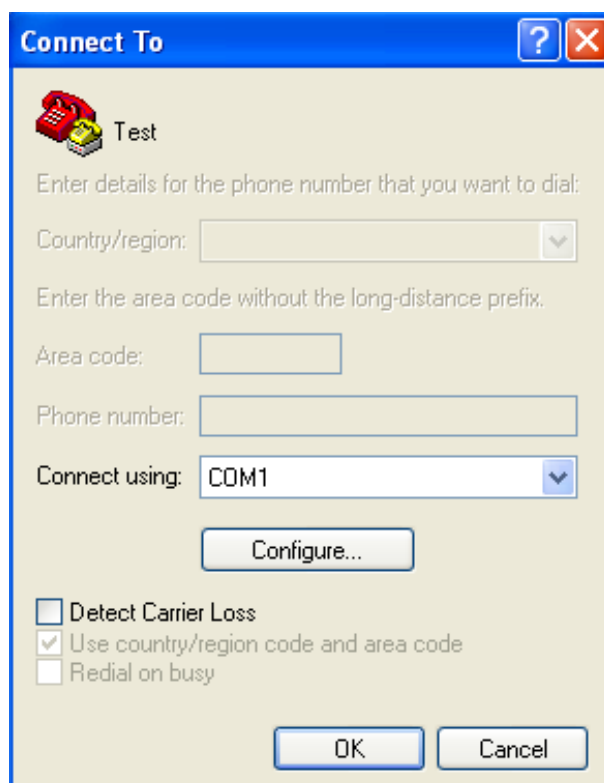 Connect To
?
Test
Enter details for the phone number that you want to dial:
Country/region:
Enter the area code without the long-distance prefix.
Area code:
Phone number:
Connect using: COM1
Configure...
Detect Carrier Loss
Use country/region code and area code
Redial on busy
OK Cancel